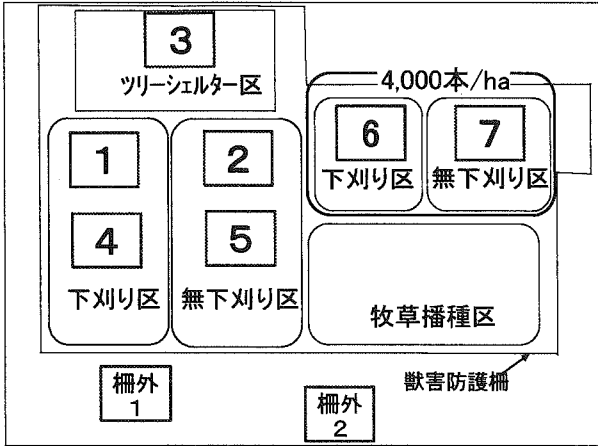 3
ツリーシェルター区
4,000本/ha
1
2
6
7
下刈り区
無下刈り区
4
5
下刈り区
無下刈り区
牧草播種区
獣害防護柵
柵外
1
柵外
2